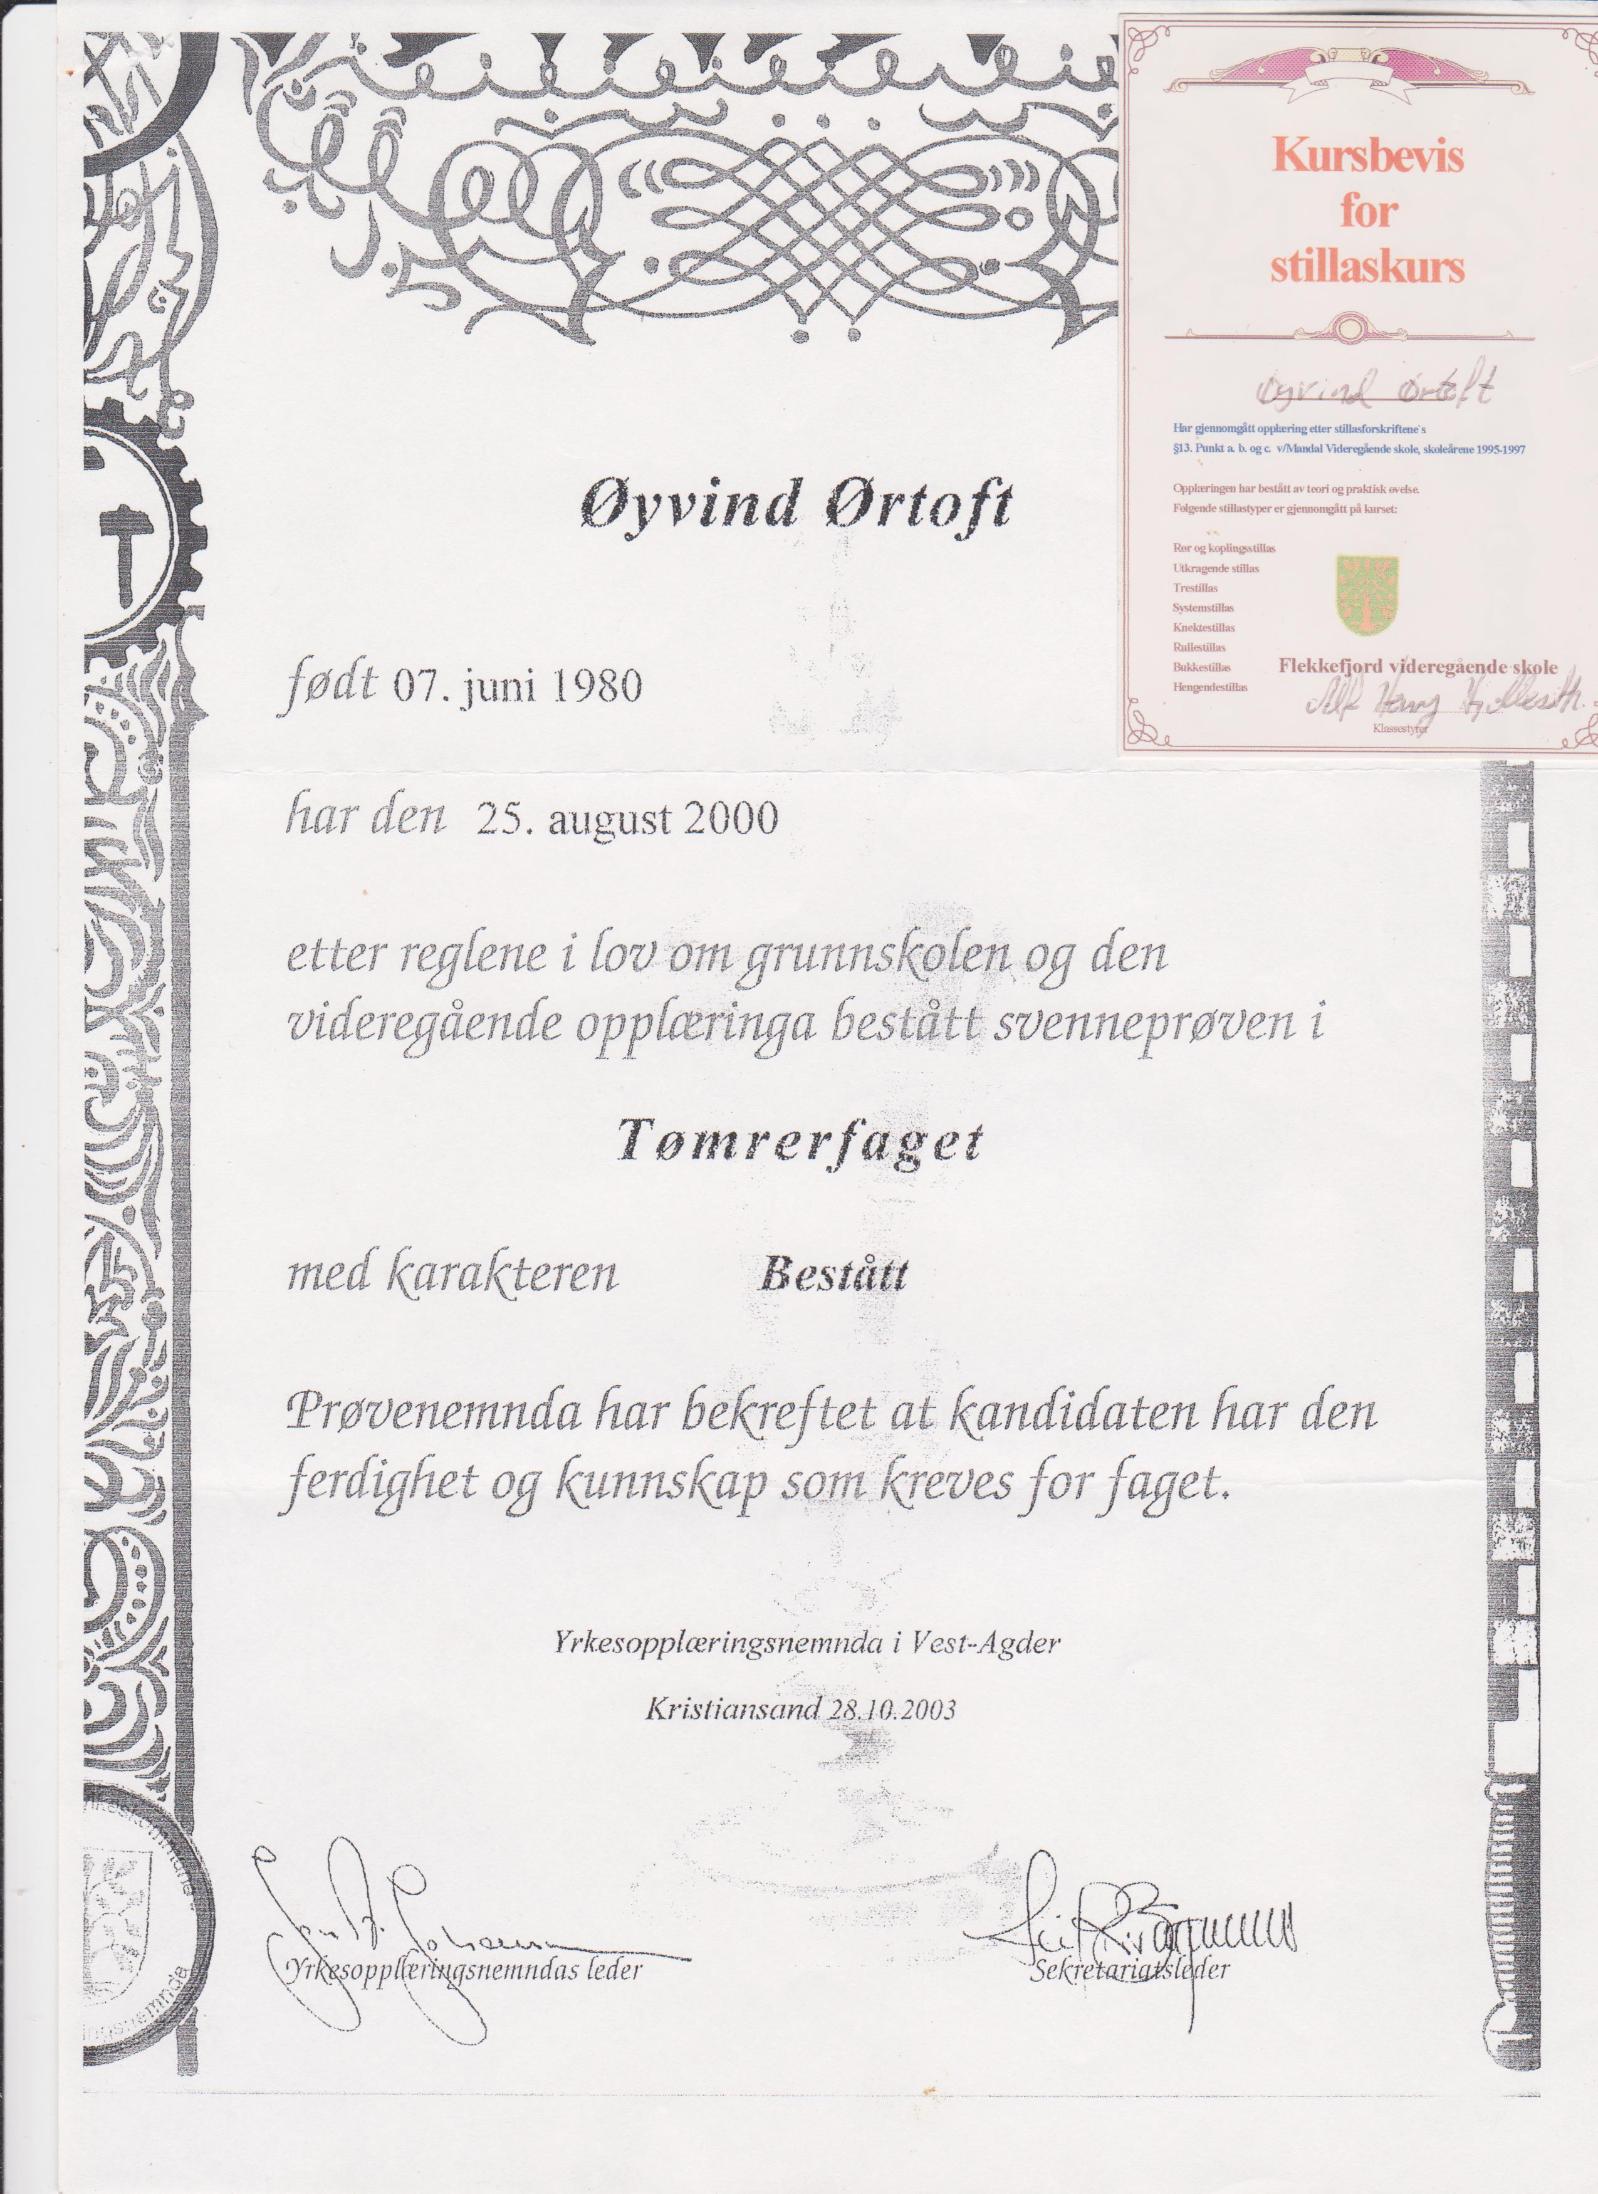 Kursbevis
for
stillaskurs
Øyvind Ørtoft
Har gjennomgått opplæring etter stillasforskriftene's
§13. Punkt a. b. og c. v/Mandal Videregående skole, skoleårene 1995-1997
Opplæringen har bestått av teori og praktisk øvelse.
Følgende stillastyper er gjennomgått på kurset:
Rør og koplingsstillas
Utkragende stillas
Trestillas
Systemstillas
Knektestillas
Rullestillas
Bukkestillas
Hengendestillas
Flekkefjord videregående skole
Klassestyrer
Øyvind Ørtoft
født 07. juni 1980
har den 25. august 2000
etter reglene i lov om grunnskolen og den
videregående opplæringa bestått svenneprøven i
Tømrerfaget
med karakteren Bestått
Prøvenemnda har bekreftet at kandidaten har den
ferdighet og kunnskap som kreves for faget.
Yrkesopplæringsnemnda i Vest-Agder
Kristiansand 28.10.2003
Yrkesopplæringsnemndas leder
Sekretariatsleder